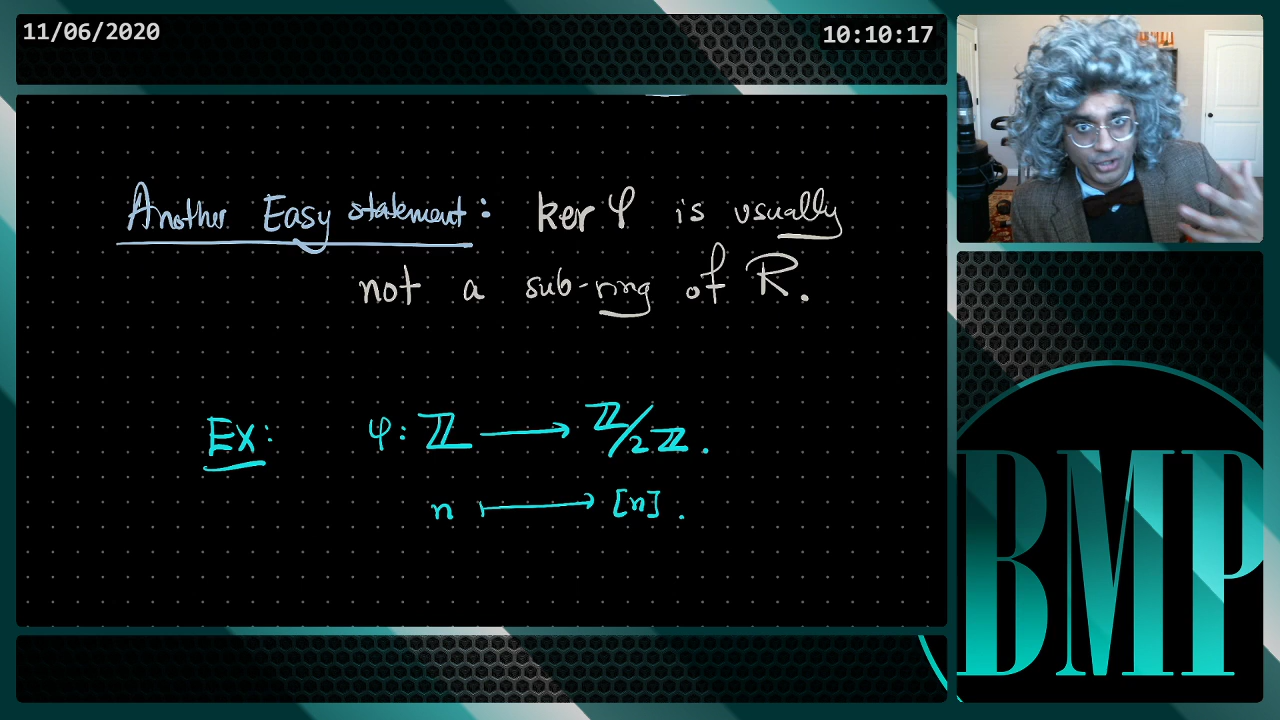 11/06/2020
10:10:17
Another Easy statement: ker φ is usually
not a sub-ring of R.
Ex: φ: ℤ ⟶ ℤ/2ℤ.
n ⟼ [n].
BMP